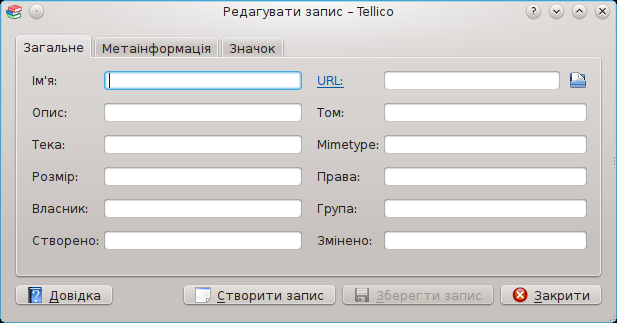 Редагувати запис – Tellico
Загальне Метаінформація Значок
Ім'я: URL:
Опис: Том:
Тека: Mimetype:
Розмір: Права:
Власник: Група:
Створено: Змінено:
Довідка Створити запис Зберегти запис Закрити